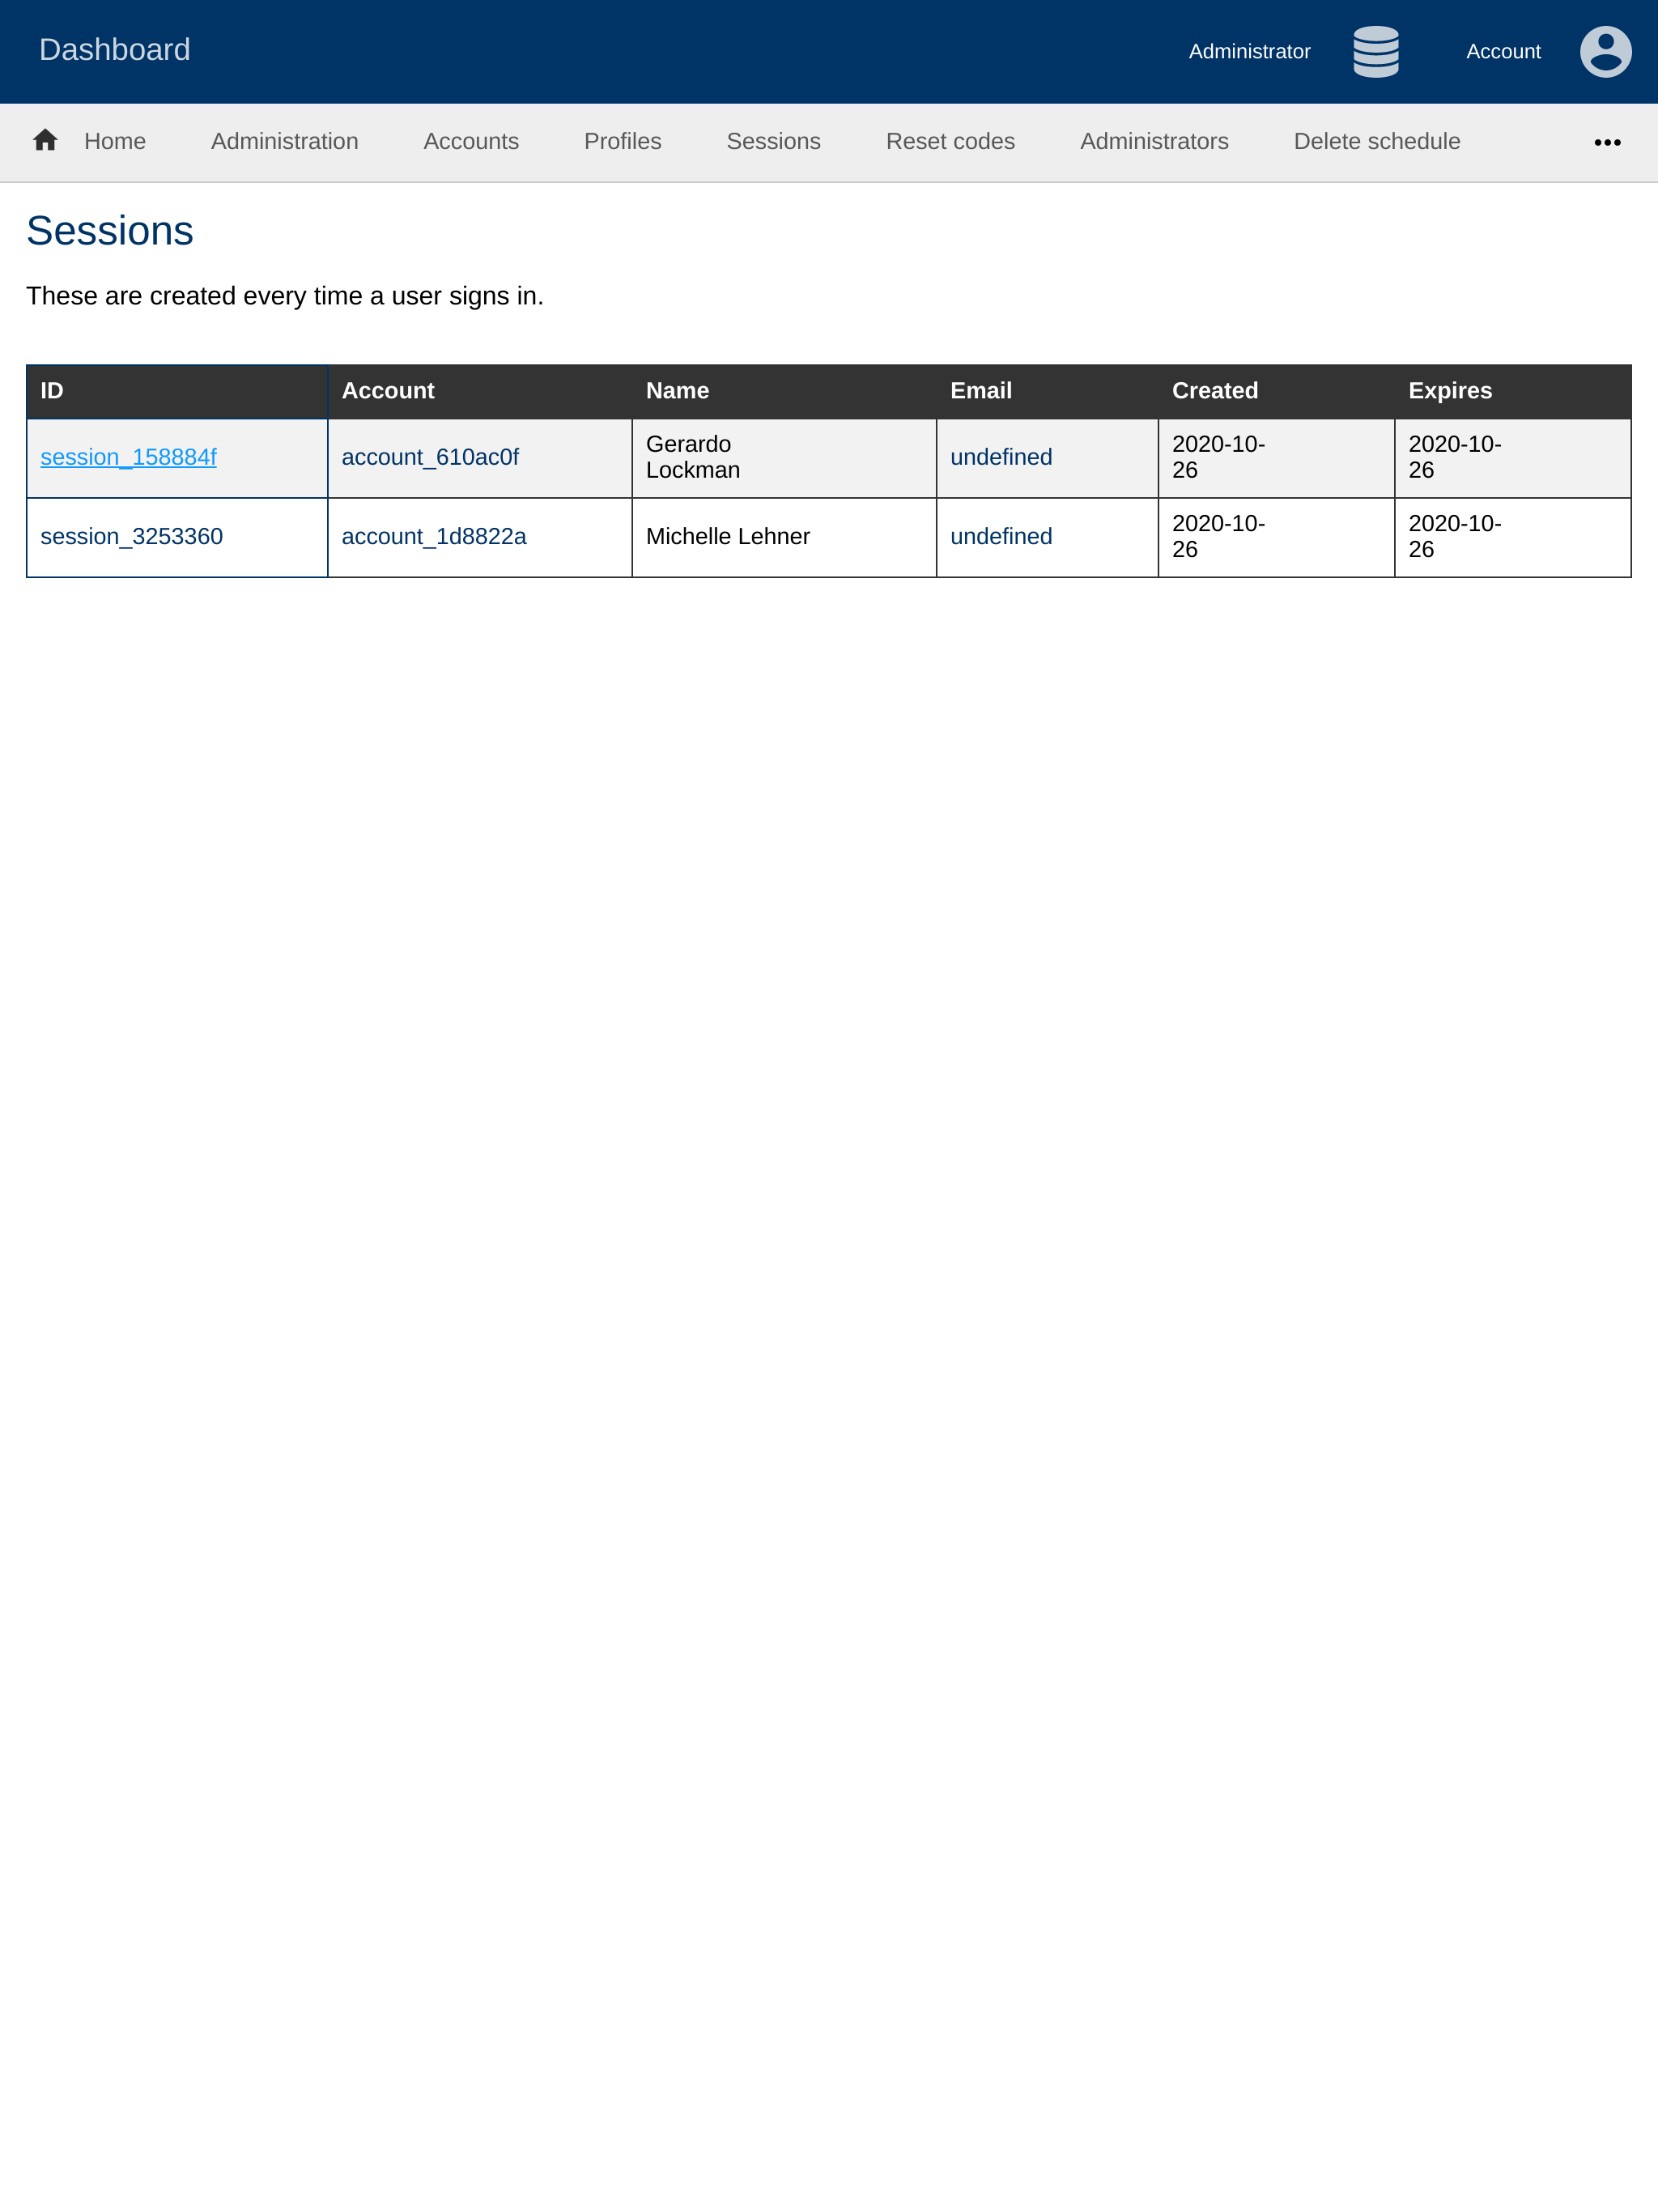 Dashboard
Administrator
Account
Home Administration Accounts Profiles Sessions Reset codes Administrators Delete schedule
Sessions
These are created every time a user signs in.
ID Account Name Email Created Expires
session_158884f account_610ac0f Gerardo undefined 2020-10- 2020-10-
Lockman 26 26
session_3253360 account_1d8822a Michelle Lehner undefined 2020-10- 2020-10-
26 26